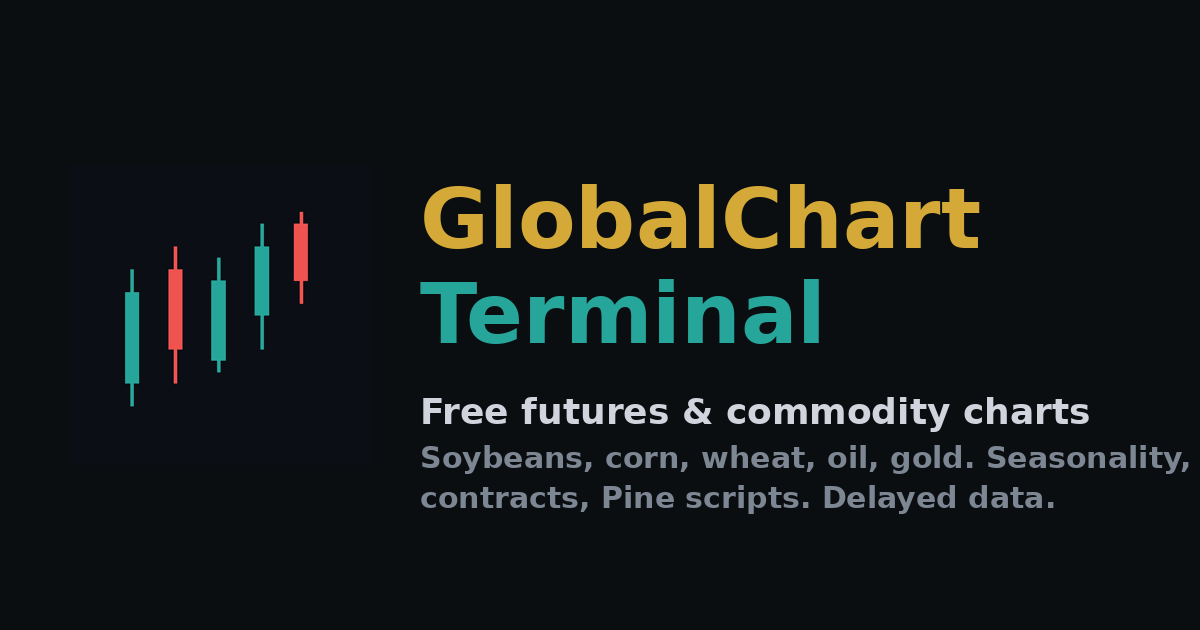 GlobalChart
Terminal
Free futures & commodity charts
Soybeans, corn, wheat, oil, gold. Seasonality,
contracts, Pine scripts. Delayed data.